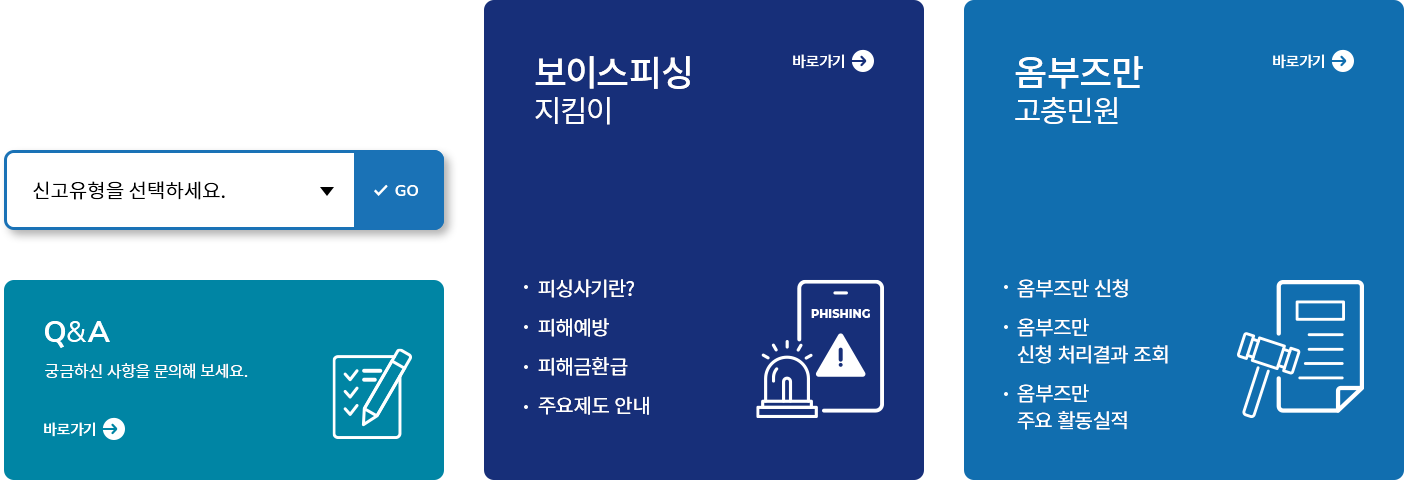 신고유형을 선택하세요.
GO
Q&A
궁금하신 사항을 문의해 보세요.
바로가기
보이스피싱
지킴이
바로가기
· 피싱사기란?
· 피해예방
· 피해금환급
· 주요제도 안내
PHISHING
옴부즈만
고충민원
바로가기
· 옴부즈만 신청
· 옴부즈만
신청 처리결과 조회
· 옴부즈만
주요 활동실적